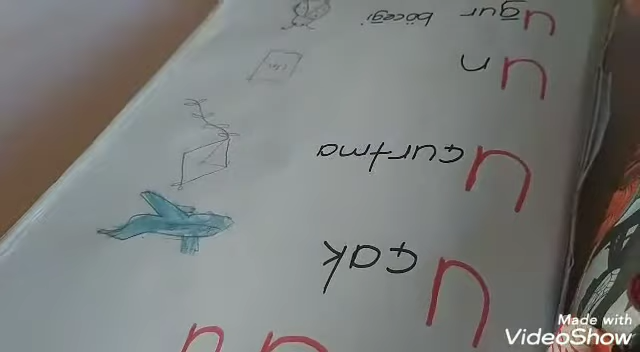 u u
uçak
uçurtma
un
uğur böceği
Made with
VideoShow